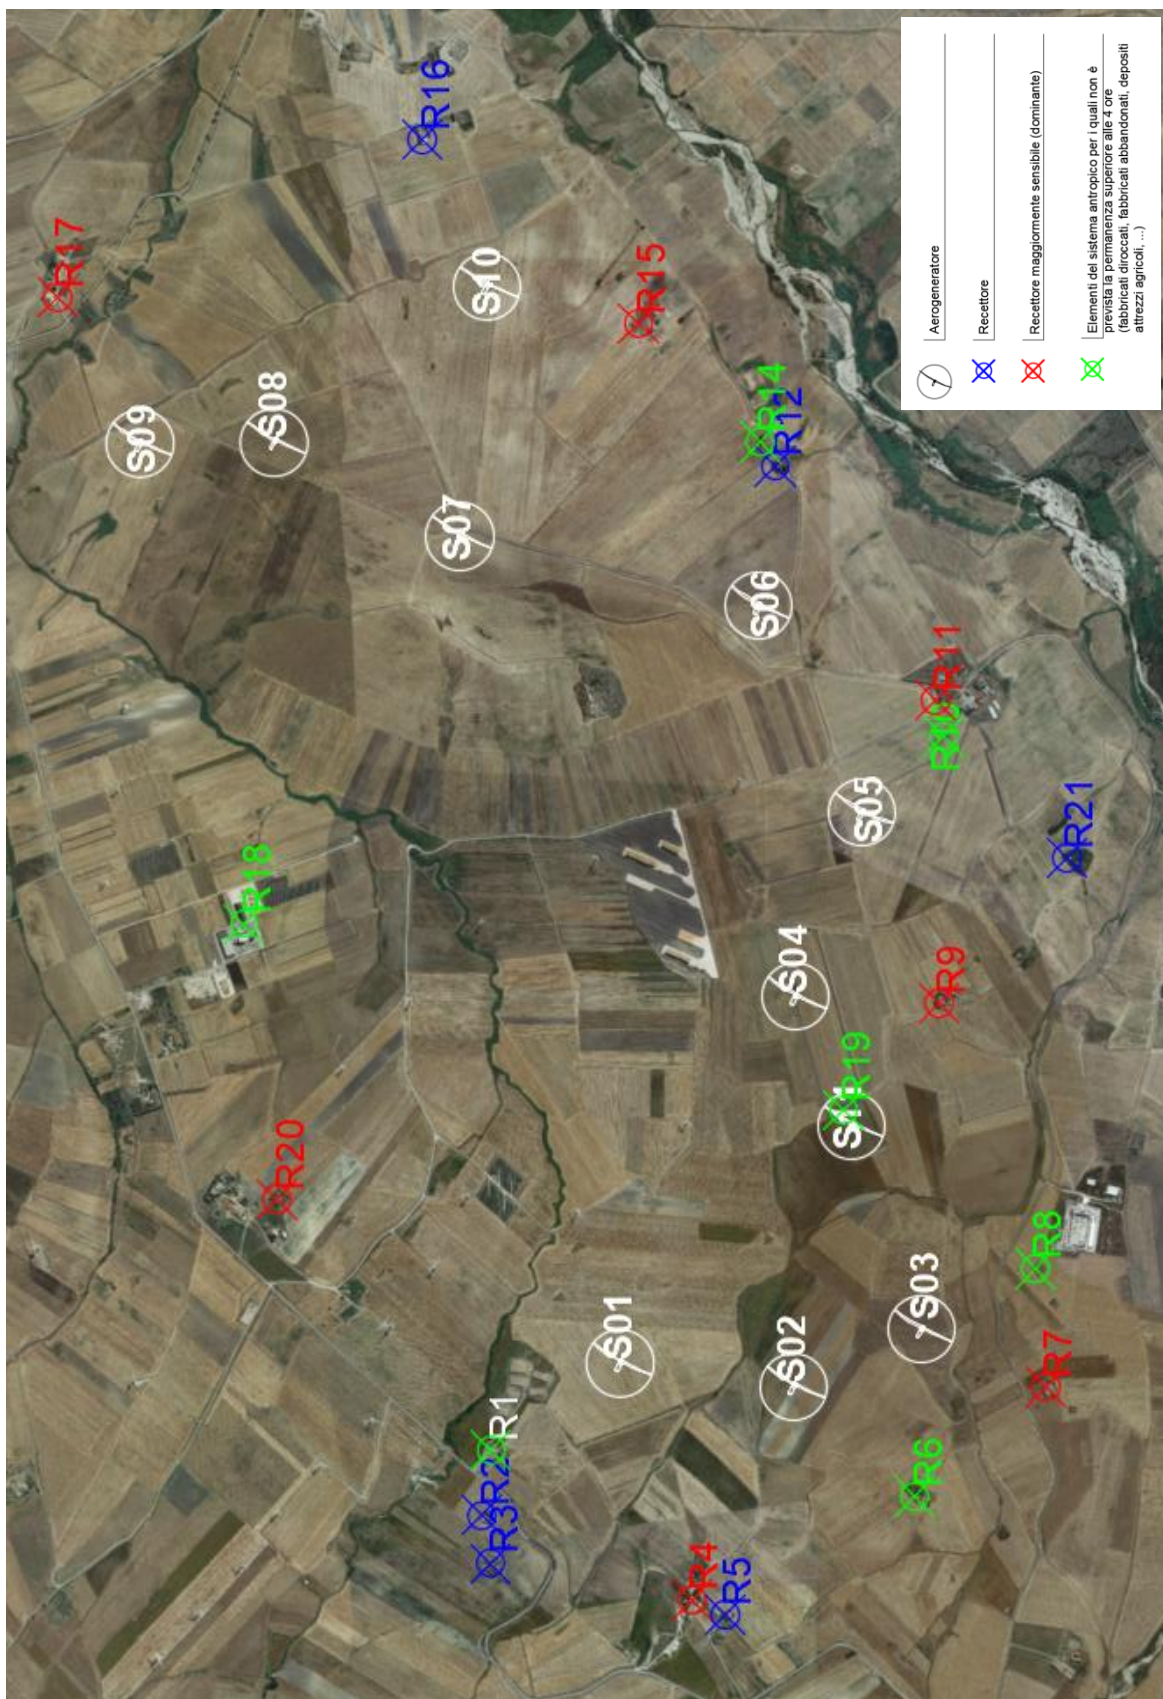 Aerogeneratore
Recettore
Recettore maggiormente sensibile (dominante)
Elementi del sistema antropico per i quali non è
prevista la permanenza superiore alle 4 ore
(fabbricati diroccati, fabbricati abbandonati, depositi
attrezzi agricoli, ...)
R17
R16
S09
S08
S10
R15
S07
R14
R12
S06
R11
R18
S05
R21
S04
R9
R19
R20
R8
S01
S02
S03
R7
R1
R2
R3
R6
R4
R5